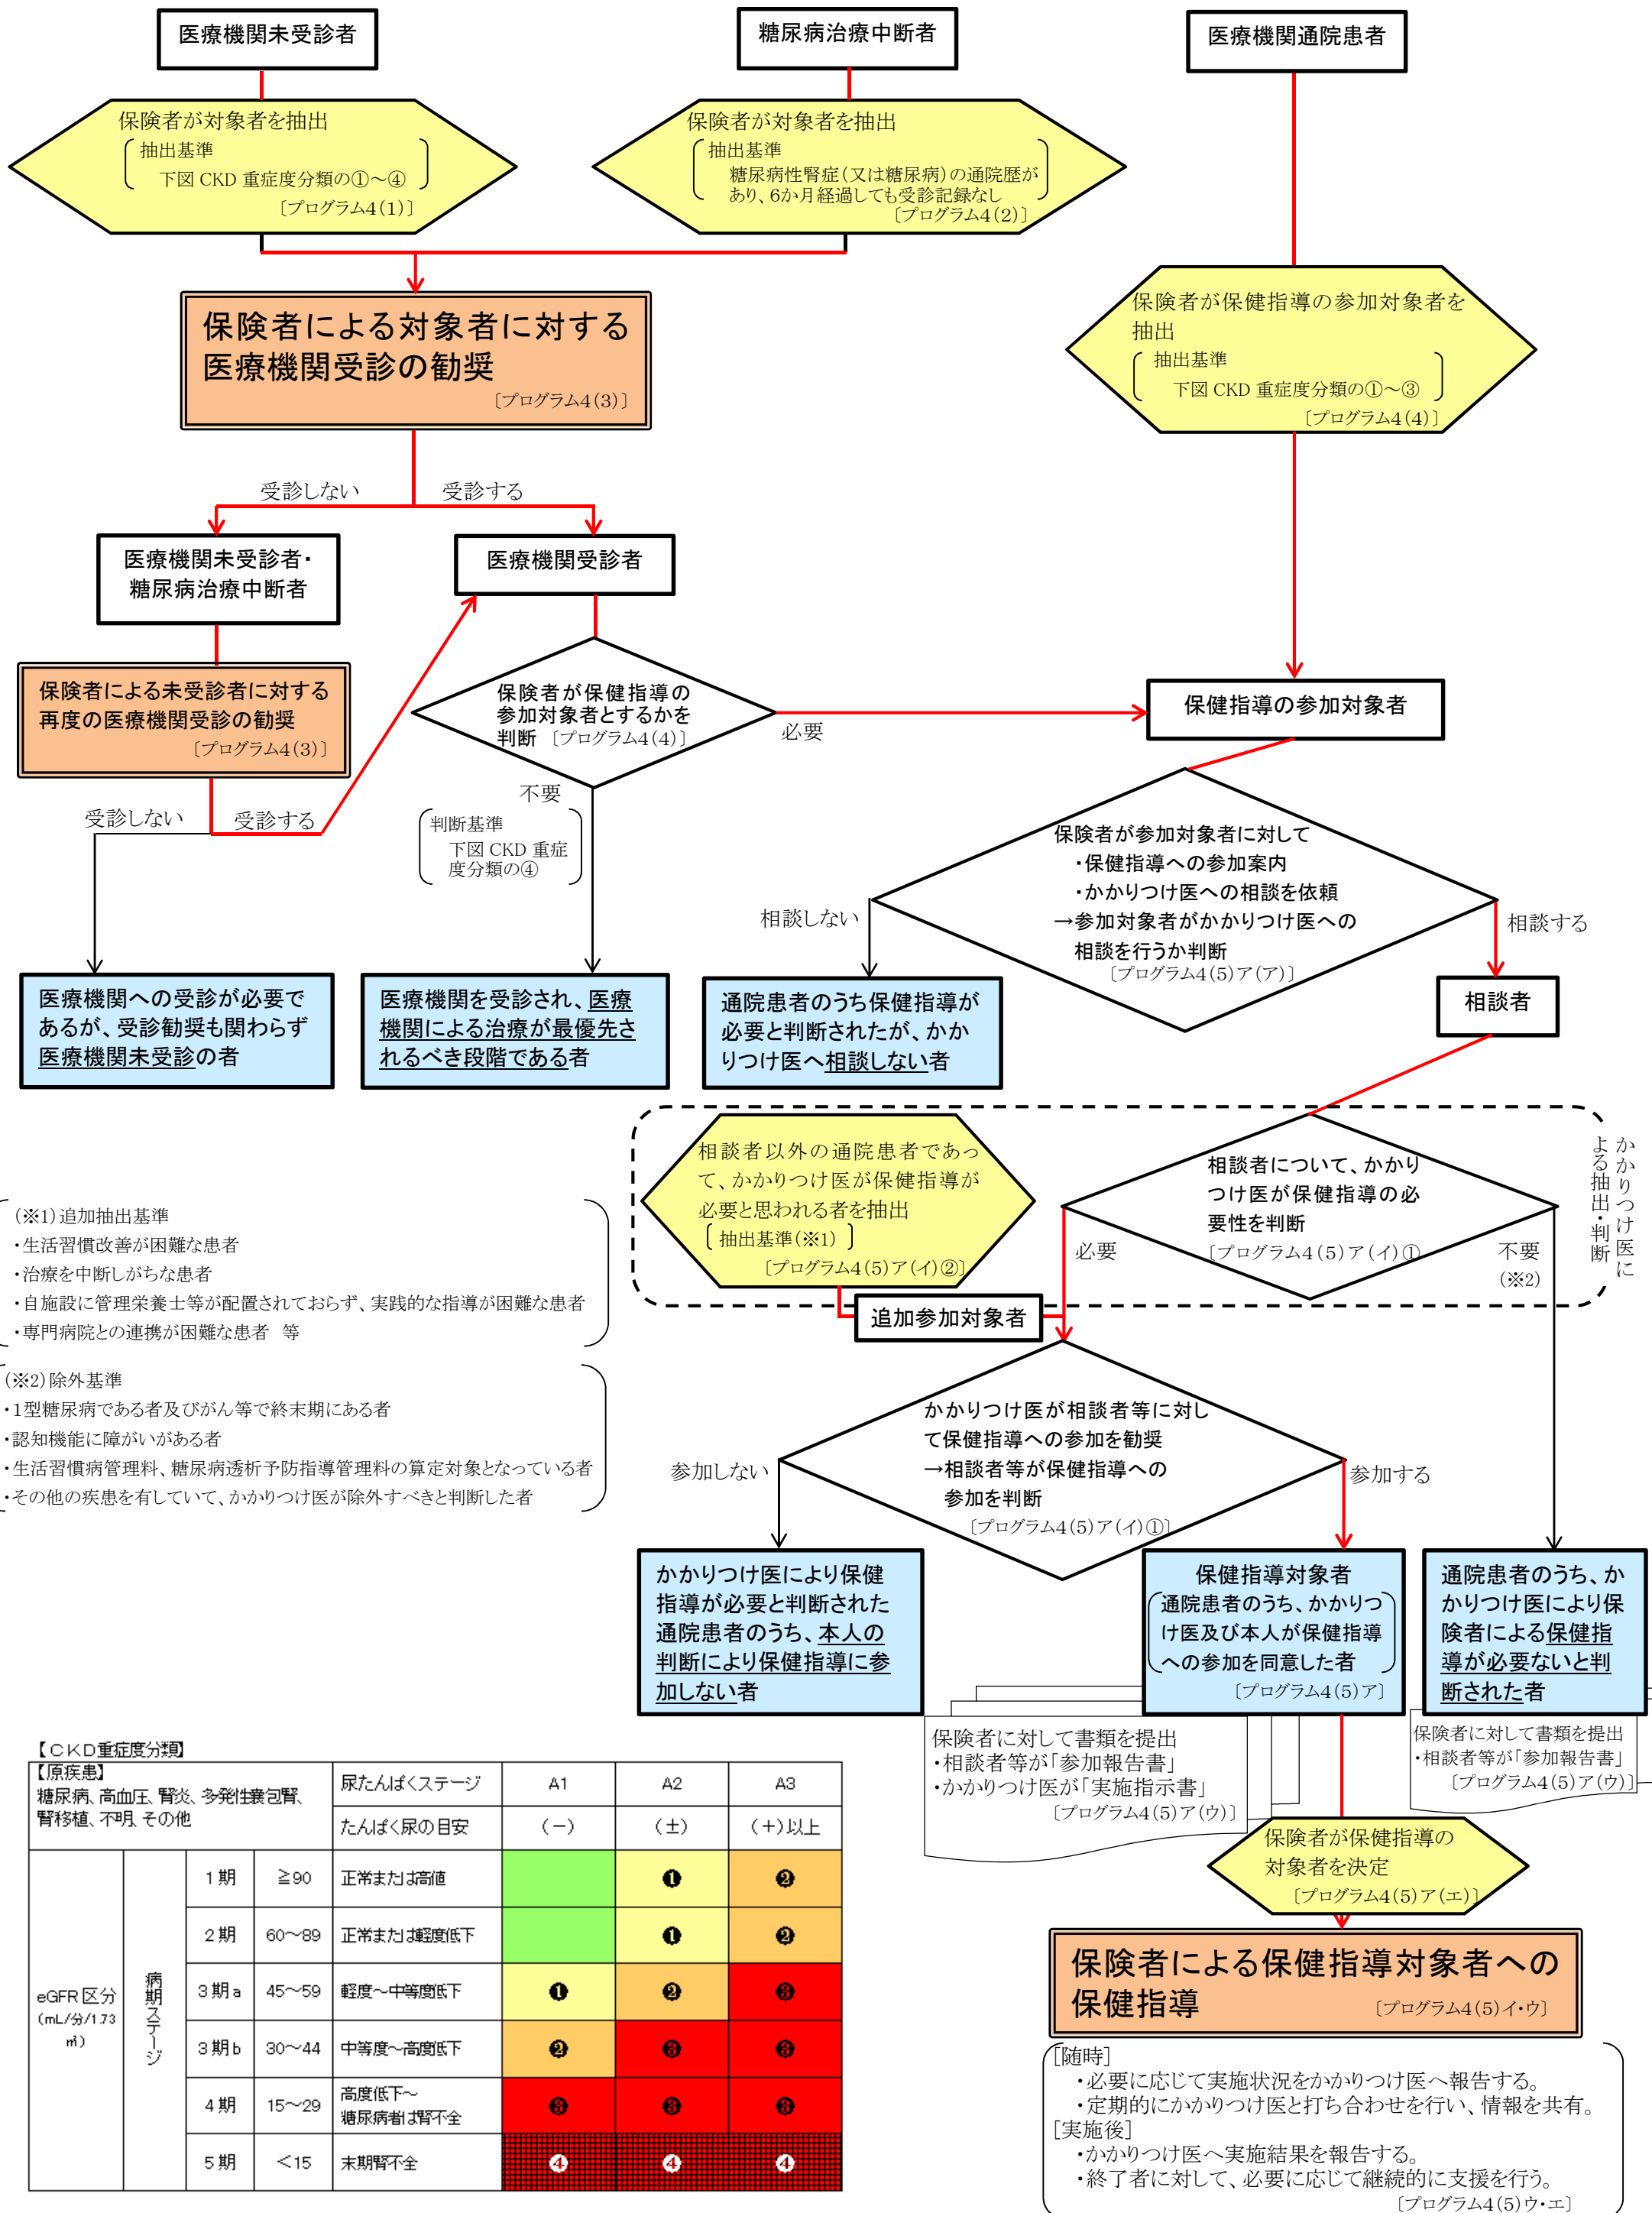 医療機関未受診者
糖尿病治療中断者
医療機関通院患者
保険者が対象者を抽出
抽出基準
下図 CKD 重症度分類の①～④
〔プログラム4(1)〕
保険者が対象者を抽出
抽出基準
糖尿病性腎症(又は糖尿病)の通院歴が
あり、6か月経過しても受診記録なし
〔プログラム4(2)〕
保険者による対象者に対する
医療機関受診の勧奨
〔プログラム4(3)〕
保険者が保健指導の参加対象者を
抽出
抽出基準
下図 CKD 重症度分類の①～③
〔プログラム4(4)〕
受診しない
受診する
医療機関未受診者・
糖尿病治療中断者
医療機関受診者
保険者による未受診者に対する
再度の医療機関受診の勧奨
〔プログラム4(3)〕
保険者が保健指導の
参加対象者とするかを
判断 〔プログラム4(4)〕
必要
保健指導の参加対象者
受診しない
受診する
不要
判断基準
下図 CKD 重症
度分類の④
保険者が参加対象者に対して
・保健指導への参加案内
・かかりつけ医への相談を依頼
→参加対象者がかかりつけ医への
相談を行うか判断
〔プログラム4(5)ア(ア)〕
相談しない
相談する
医療機関への受診が必要で
あるが、受診勧奨も関わらず
医療機関未受診の者
医療機関を受診され、医療
機関による治療が最優先さ
れるべき段階である者
通院患者のうち保健指導が
必要と判断されたが、かか
りつけ医へ相談しない者
相談者
相談者以外の通院患者であっ
て、かかりつけ医が保健指導が
必要と思われる者を抽出
〔 抽出基準(※1) 〕
〔プログラム4(5)ア(イ)②〕
相談者について、かかり
つけ医が保健指導の必
要性を判断
〔プログラム4(5)ア(イ)①
かかりつけ医に
よる抽出・判断
必要
不要
(※2)
追加参加対象者
(※1)追加抽出基準
・生活習慣改善が困難な患者
・治療を中断しがちな患者
・自施設に管理栄養士等が配置されておらず、実践的な指導が困難な患者
・専門病院との連携が困難な患者 等
(※2)除外基準
・1型糖尿病である者及びがん等で終末期にある者
・認知機能に障がいがある者
・生活習慣病管理料、糖尿病透析予防指導管理料の算定対象となっている者
・その他の疾患を有していて、かかりつけ医が除外すべきと判断した者
かかりつけ医が相談者等に対し
て保健指導への参加を勧奨
→相談者等が保健指導への
参加を判断
〔プログラム4(5)ア(イ)①〕
参加しない
参加する
かかりつけ医により保健
指導が必要と判断された
通院患者のうち、本人の
判断により保健指導に参
加しない者
保健指導対象者
通院患者のうち、かかりつ
け医及び本人が保健指導
への参加を同意した者
〔プログラム4(5)ア〕
通院患者のうち、か
かりつけ医により保
険者による保健指
導が必要ないと判
断された者
保険者に対して書類を提出
・相談者等が「参加報告書」
・かかりつけ医が「実施指示書」
〔プログラム4(5)ア(ウ)〕
保険者に対して書類を提出
・相談者等が「参加報告書」
〔プログラム4(5)ア(ウ)〕
保険者が保健指導の
対象者を決定
〔プログラム4(5)ア(エ)〕
保険者による保健指導対象者への
保健指導
〔プログラム4(5)イ・ウ〕
[随時]
・必要に応じて実施状況をかかりつけ医へ報告する。
・定期的にかかりつけ医と打ち合わせを行い、情報を共有。
[実施後]
・かかりつけ医へ実施結果を報告する。
・終了者に対して、必要に応じて継続的に支援を行う。
〔プログラム4(5)ウ・エ〕
【CKD重症度分類】
【原疾患】
糖尿病、高血圧、腎炎、多発性嚢包腎、
腎移植、不明、その他
尿たんぱくステージ A1 A2 A3
たんぱく尿の目安 (－) (±) (＋)以上
eGFR区分
(mL/分/1.73
㎡)
病期ステージ
1期 ≧90 正常または高値 ❶ ❷
2期 60～89 正常または軽度低下 ❶ ❷
3期a 45～59 軽度～中等度低下 ❶ ❷ ❸
3期b 30～44 中等度～高度低下 ❷ ❸ ❸
4期 15～29 高度低下～
糖尿病者は腎不全 ❸ ❸ ❸
5期 ＜15 末期腎不全 ④ ④ ④